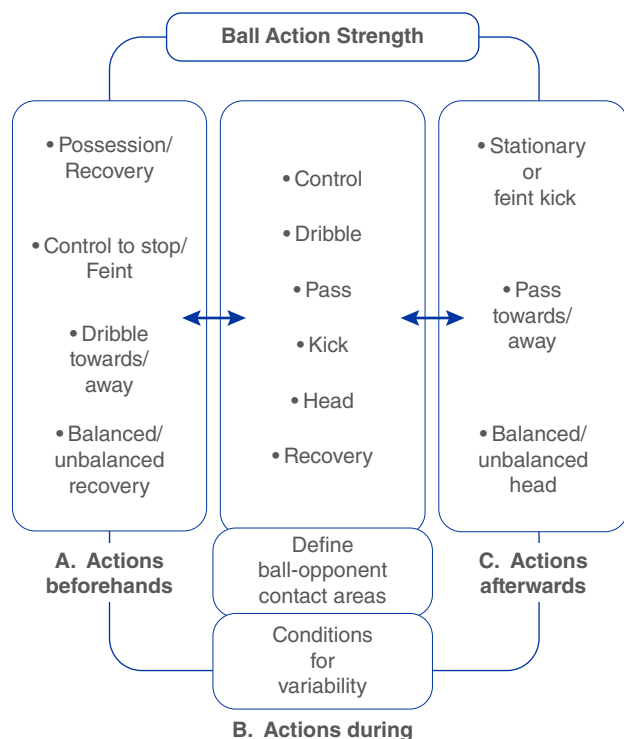 Ball Action Strength
• Possession/
Recovery
• Control to stop/
Feint
• Dribble
towards/
away
• Balanced/
unbalanced
recovery
A. Actions
beforehands
• Control
• Dribble
• Pass
• Kick
• Head
• Recovery
Define
ball-opponent
contact areas
Conditions
for
variability
B. Actions during
• Stationary
or
feint kick
• Pass
towards/
away
• Balanced/
unbalanced
head
C. Actions
afterwards